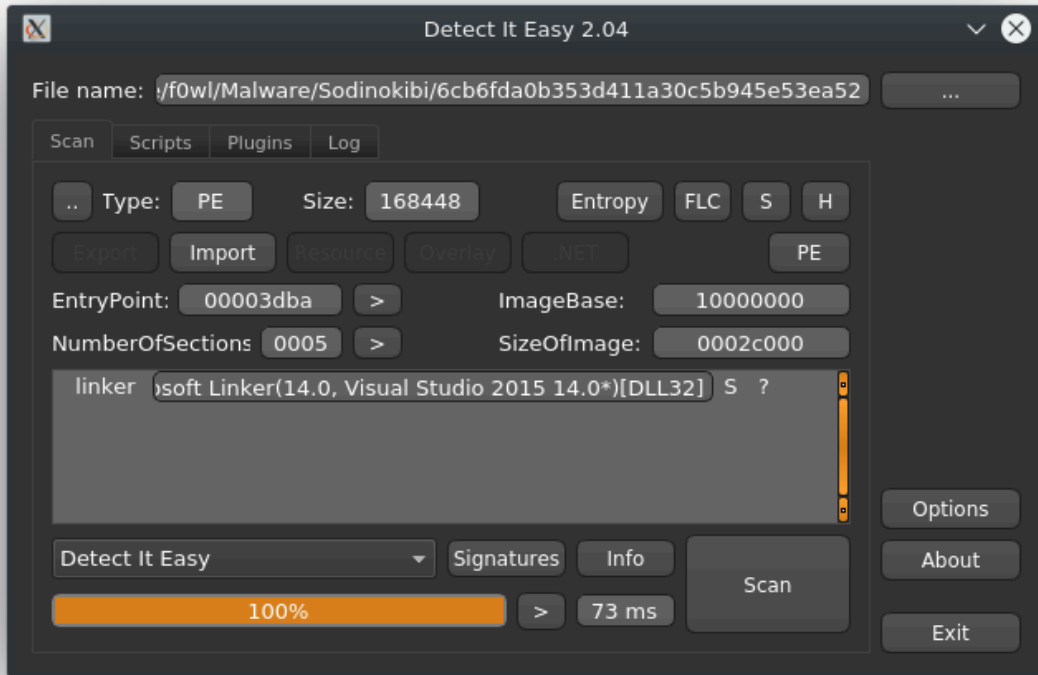 Detect It Easy 2.04
File name: :/f0wl/Malware/Sodinokibi/6cb6fda0b353d411a30c5b945e53ea52 ...
Scan Scripts Plugins Log
.. Type: PE Size: 168448 Entropy FLC S H
Export Import Resource Overlay .NET PE
EntryPoint: 00003dba > ImageBase: 10000000
NumberOfSections 0005 > SizeOfImage: 0002c000
linker osoft Linker(14.0, Visual Studio 2015 14.0*)[DLL32] S ?
Options
Detect It Easy Signatures Info Scan About
100% > 73 ms
Exit